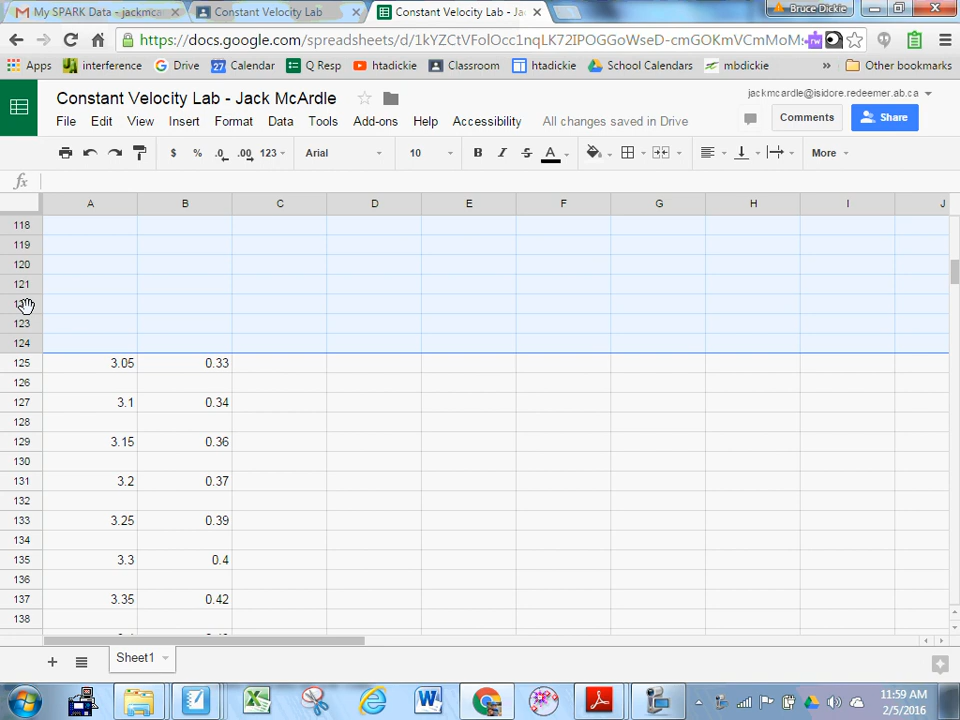 My SPARK Data - jackmca
Constant Velocity Lab
Constant Velocity Lab - Ja
Bruce Dickie
https://docs.google.com/spreadsheets/d/1kYZCtVFolOcc1nqLK72IPOGGoWseD-cmGOKmVCmMoMs
Apps
interference
Drive
27
Calendar
Q Resp
htadickie
Classroom
htadickie
School Calendars
mbdickie
»
Other bookmarks
Constant Velocity Lab - Jack McArdle
jackmcardle@isidore.redeemer.ab.ca
File Edit View Insert Format Data Tools Add-ons Help Accessibility All changes saved in Drive
Comments
Share
$ % .0 .00 123 Arial 10 B I S A More
fx
A B C D E F G H I J
118
119
120
121
123
124
125 3.05 0.33
126
127 3.1 0.34
128
129 3.15 0.36
130
131 3.2 0.37
132
133 3.25 0.39
134
135 3.3 0.4
136
137 3.35 0.42
138
Sheet1
11:59 AM
2/5/2016